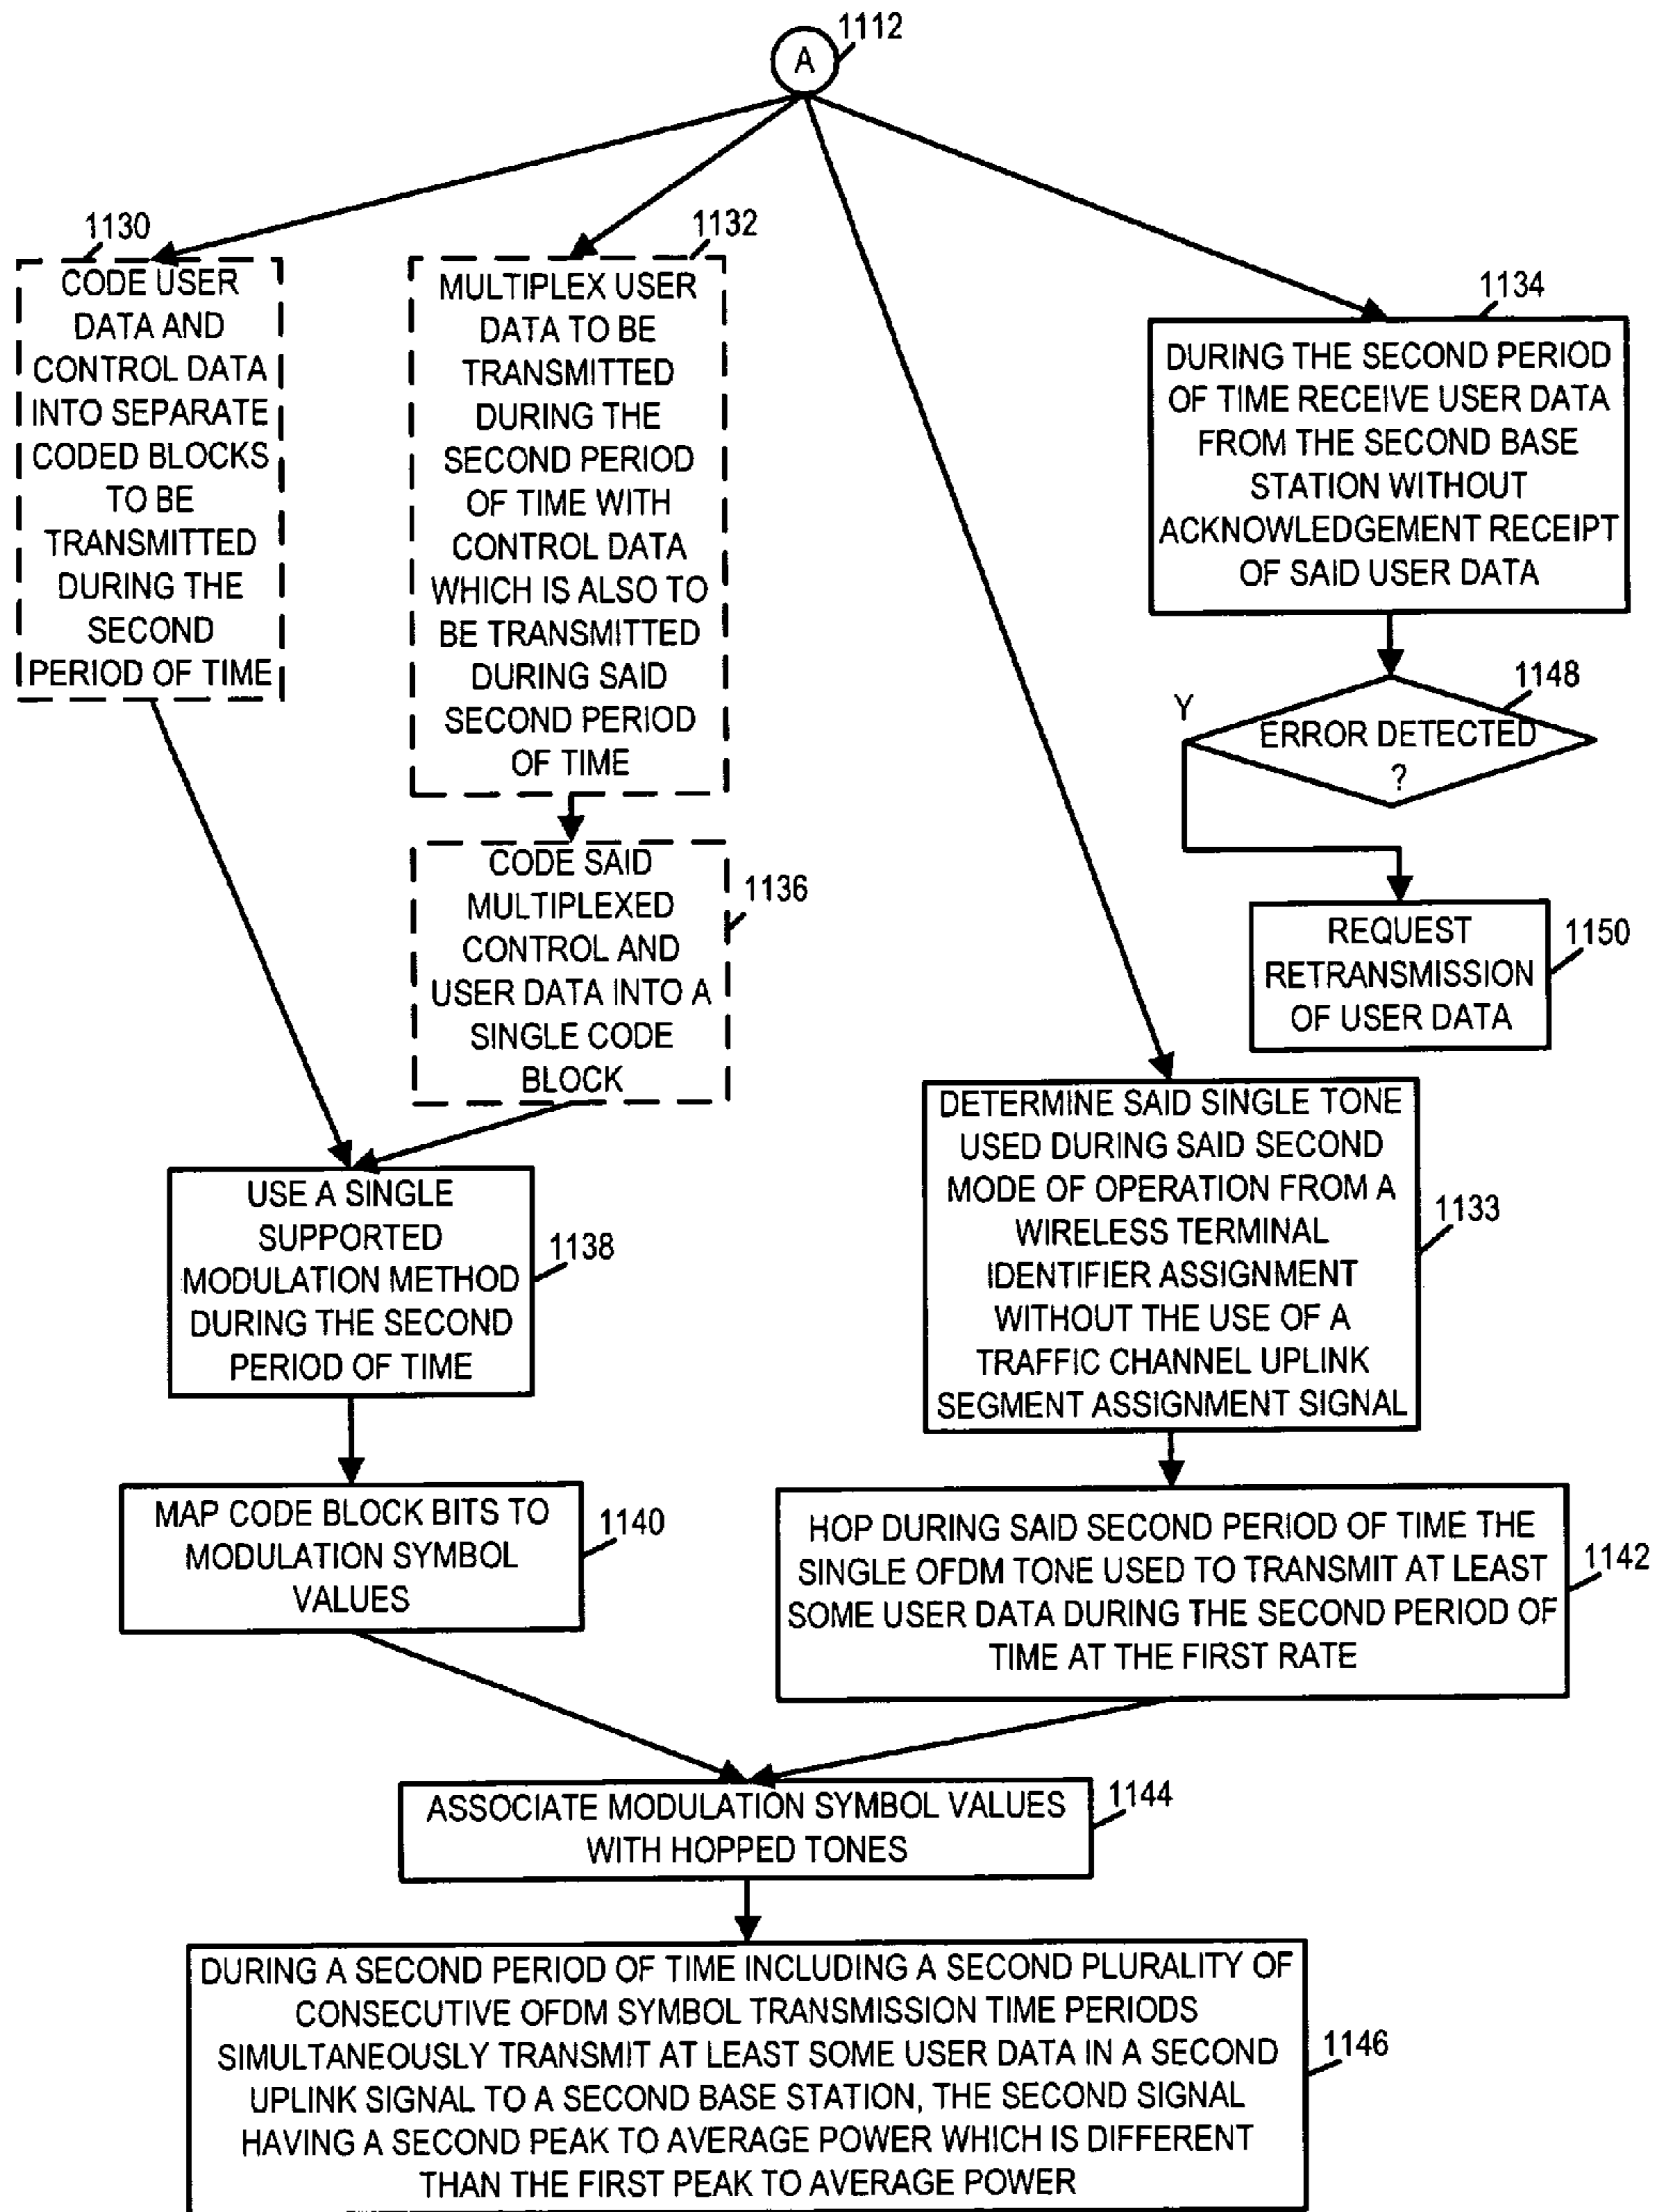 1112
A
1130
CODE USER
DATA AND
CONTROL DATA
INTO SEPARATE
CODED BLOCKS
TO BE
TRANSMITTED
DURING THE
SECOND
PERIOD OF TIME
1132
MULTIPLEX USER
DATA TO BE
TRANSMITTED
DURING THE
SECOND PERIOD
OF TIME WITH
CONTROL DATA
WHICH IS ALSO TO
BE TRANSMITTED
DURING SAID
SECOND PERIOD
OF TIME
1134
DURING THE SECOND PERIOD
OF TIME RECEIVE USER DATA
FROM THE SECOND BASE
STATION WITHOUT
ACKNOWLEDGEMENT RECEIPT
OF SAID USER DATA
1148
Y
ERROR DETECTED
?
CODE SAID
MULTIPLEXED
CONTROL AND
USER DATA INTO A
SINGLE CODE
BLOCK
1136
REQUEST
RETRANSMISSION
OF USER DATA
1150
DETERMINE SAID SINGLE TONE
USED DURING SAID SECOND
MODE OF OPERATION FROM A
WIRELESS TERMINAL
IDENTIFIER ASSIGNMENT
WITHOUT THE USE OF A
TRAFFIC CHANNEL UPLINK
SEGMENT ASSIGNMENT SIGNAL
1133
USE A SINGLE
SUPPORTED
MODULATION METHOD
DURING THE SECOND
PERIOD OF TIME
1138
MAP CODE BLOCK BITS TO
MODULATION SYMBOL
VALUES
1140
HOP DURING SAID SECOND PERIOD OF TIME THE
SINGLE OFDM TONE USED TO TRANSMIT AT LEAST
SOME USER DATA DURING THE SECOND PERIOD OF
TIME AT THE FIRST RATE
1142
ASSOCIATE MODULATION SYMBOL VALUES
WITH HOPPED TONES
1144
DURING A SECOND PERIOD OF TIME INCLUDING A SECOND PLURALITY OF
CONSECUTIVE OFDM SYMBOL TRANSMISSION TIME PERIODS
SIMULTANEOUSLY TRANSMIT AT LEAST SOME USER DATA IN A SECOND
UPLINK SIGNAL TO A SECOND BASE STATION, THE SECOND SIGNAL
HAVING A SECOND PEAK TO AVERAGE POWER WHICH IS DIFFERENT
THAN THE FIRST PEAK TO AVERAGE POWER
1146